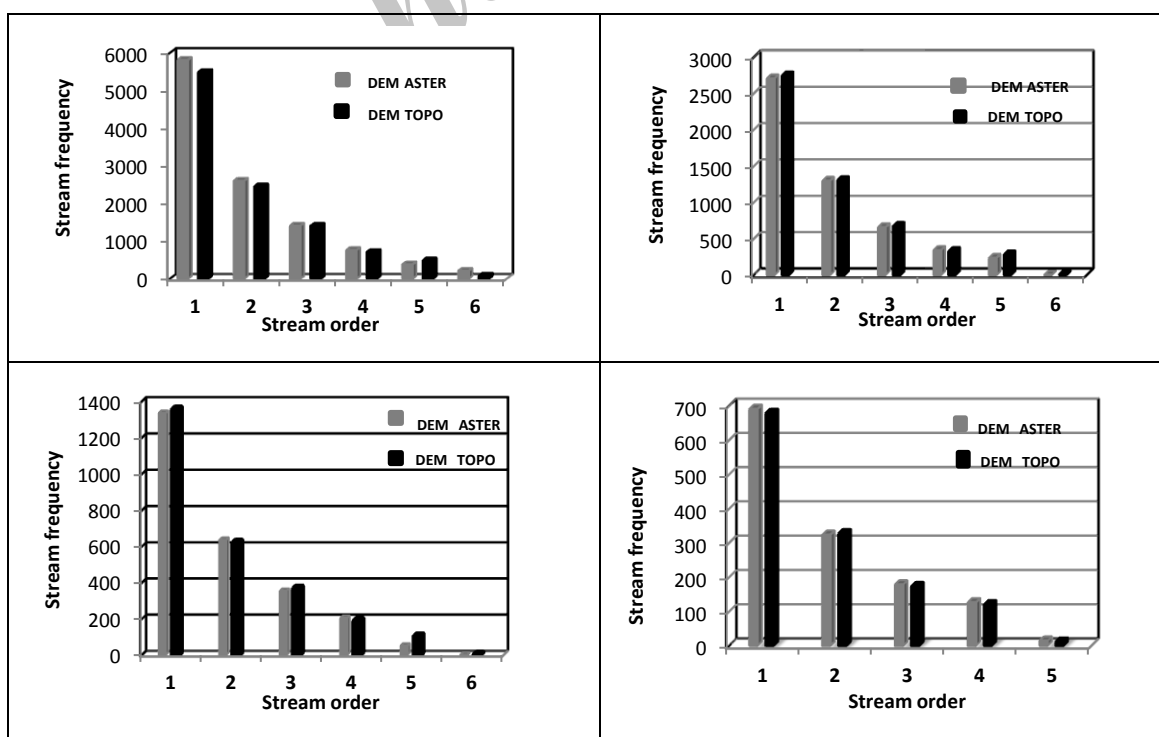 6000
5000
4000
3000
2000
1000
0
Stream frequency
DEM ASTER
DEM TOPO
1 2 3 4 5 6
Stream order
3000
2500
2000
1500
1000
500
0
Stream frequency
DEM ASTER
DEM TOPO
1 2 3 4 5 6
Stream order
1400
1200
1000
800
600
400
200
0
Stream frequency
DEM ASTER
DEM TOPO
1 2 3 4 5 6
Stream order
700
600
500
400
300
200
100
0
Stream frequency
DEM ASTER
DEM TOPO
1 2 3 4 5
Stream order